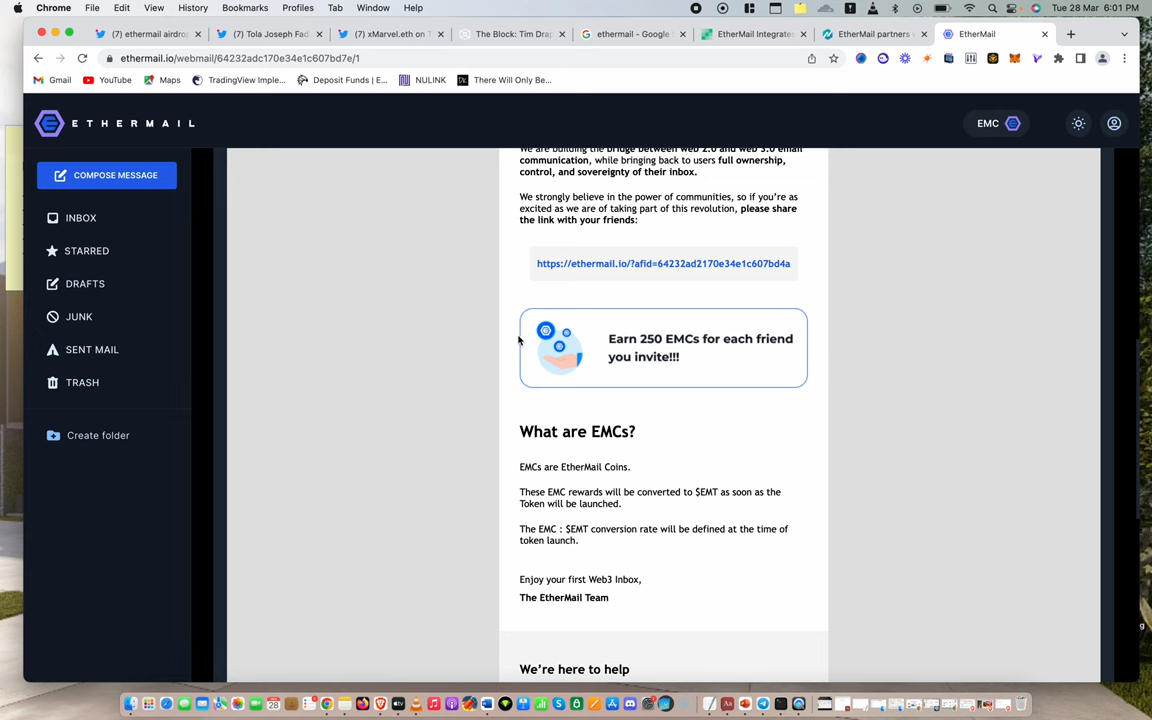 Chrome File Edit View History Bookmarks Profiles Tab Window Help
Tue 28 Mar 6:01 PM
(7) ethermail airdrop
(7) Tola Joseph Fad
(7) xMarvel.eth on T
The Block: Tim Drap
ethermail - Google
EtherMail Integrate
EtherMail partners
EtherMail
ethermail.io/webmail/64232adc170e34e1c607bd7e/1
Gmail
YouTube
Maps
TradingView Imple...
Deposit Funds | E...
NULINK
There Will Only Be...
ETHERMAIL
EMC
COMPOSE MESSAGE
INBOX
STARRED
DRAFTS
JUNK
SENT MAIL
TRASH
Create folder
We are building the bridge between web 2.0 and web 3.0 email
communication, while bringing back to users full ownership,
control, and sovereignty of their inbox.
We strongly believe in the power of communities, so if you're as
excited as we are of taking part of this revolution, please share
the link with your friends:
https://ethermail.io/?afid=64232ad2170e34e1c607bd4a
Earn 250 EMCs for each friend
you invite!!!
What are EMCs?
EMCs are EtherMail Coins.
These EMC rewards will be converted to $EMT as soon as the
Token will be launched.
The EMC : $EMT conversion rate will be defined at the time of
token launch.
Enjoy your first Web3 Inbox,
The EtherMail Team
We're here to help